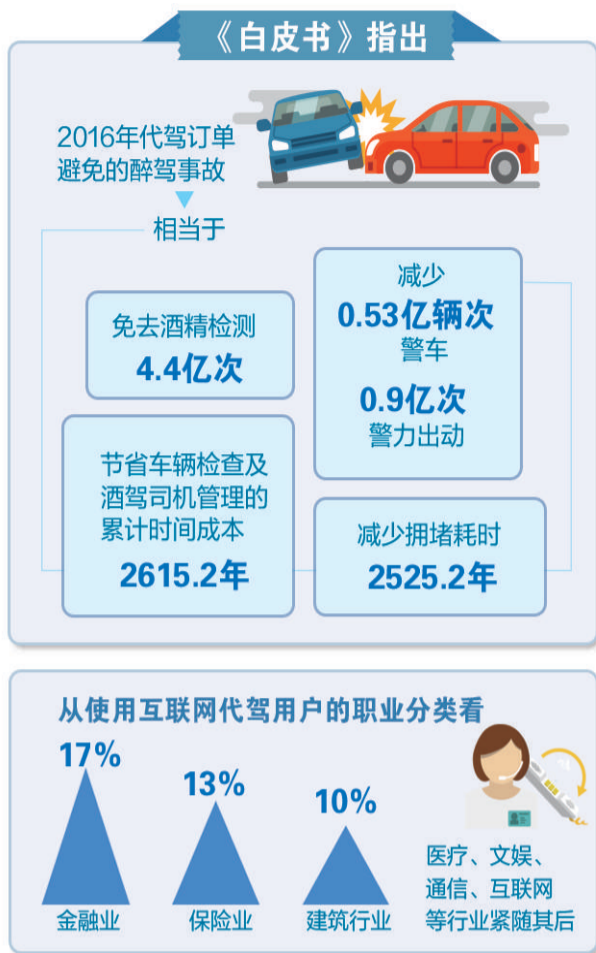 《白皮书》指出
2016年代驾订单
避免的醉驾事故
相当于
免去酒精检测
4.4亿次
减少
0.53亿辆次
警车
0.9亿次
警力出动
节省车辆检查及
酒驾司机管理的
累计时间成本
2615.2年
减少拥堵耗时
2525.2年
从使用互联网代驾用户的职业分类看
17%
金融业
13%
保险业
10%
建筑行业
医疗、文娱、
通信、互联网
等行业紧随其后